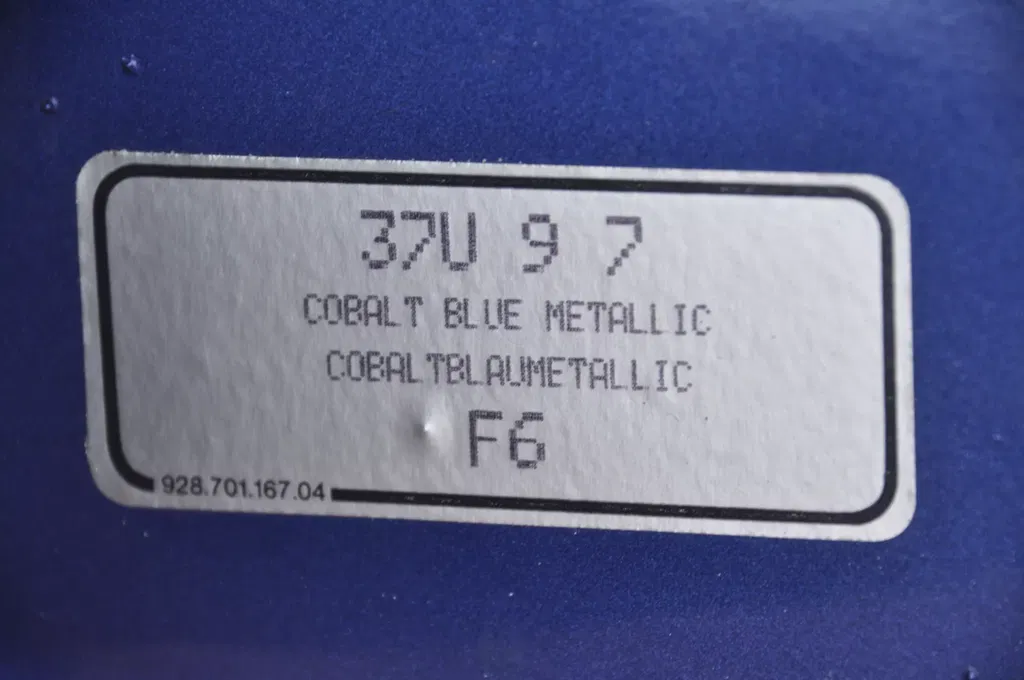 37U 9 7
COBALT BLUE METALLIC
COBALTBLAUMETALLIC
F6
928.701.167.04